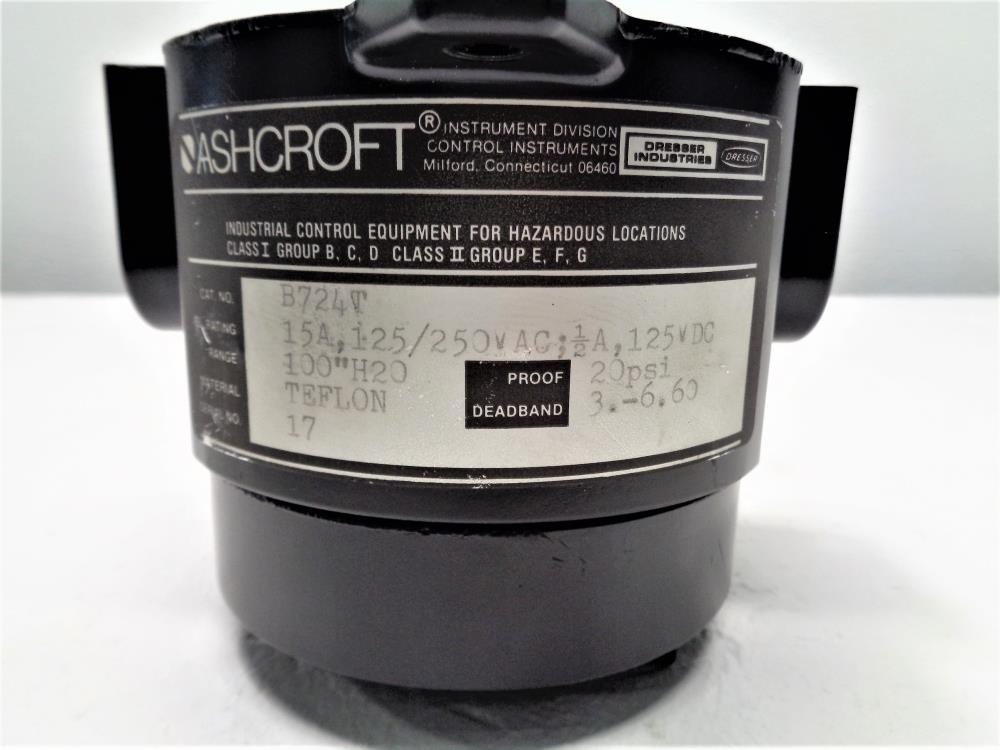 ASHCROFT ®
INSTRUMENT DIVISION
CONTROL INSTRUMENTS
Milford, Connecticut 06460
DRESSER
INDUSTRIES
DRESSER
INDUSTRIAL CONTROL EQUIPMENT FOR HAZARDOUS LOCATIONS
CLASS I GROUP B, C, D CLASS II GROUP E, F, G
CAT. NO. B724T
RATING 15A, 125/250V AC; ½A, 125V DC
RANGE 100"H2O PROOF 20psi
MATERIAL TEFLON DEADBAND 3.-6.60
SERIAL NO. 17